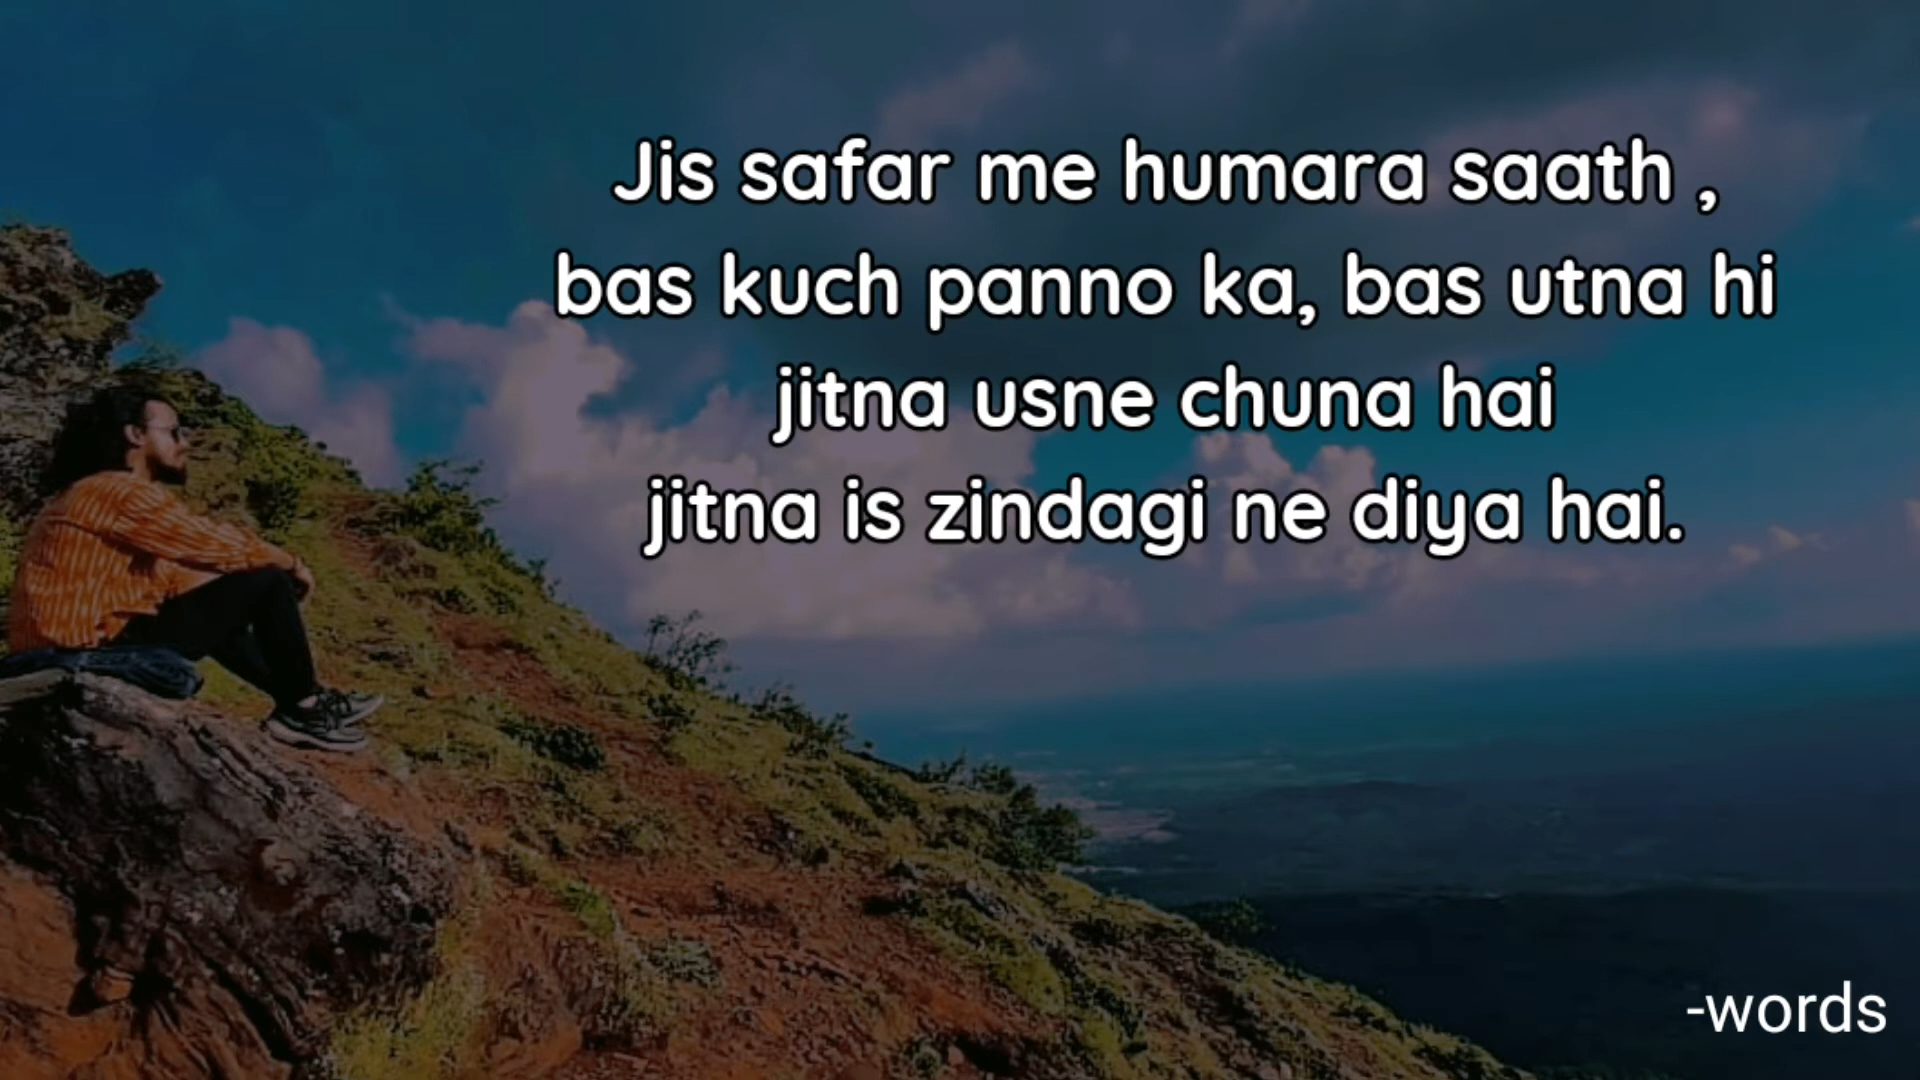 Jis safar me humara saath ,
bas kuch panno ka, bas utna hi
jitna usne chuna hai
jitna is zindagi ne diya hai.
-words